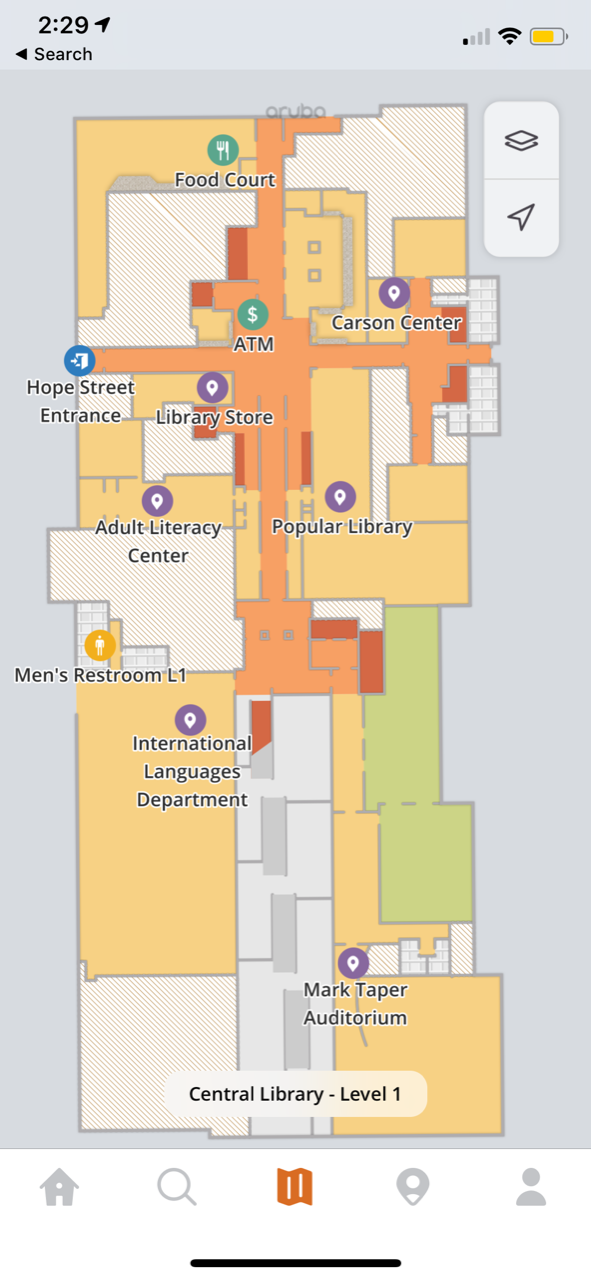 2:29
Search
aruba
Food Court
Carson Center
$
ATM
Hope Street
Entrance
Library Store
Adult Literacy
Center
Popular Library
Men's Restroom L1
International
Languages
Department
Mark Taper
Auditorium
Central Library - Level 1